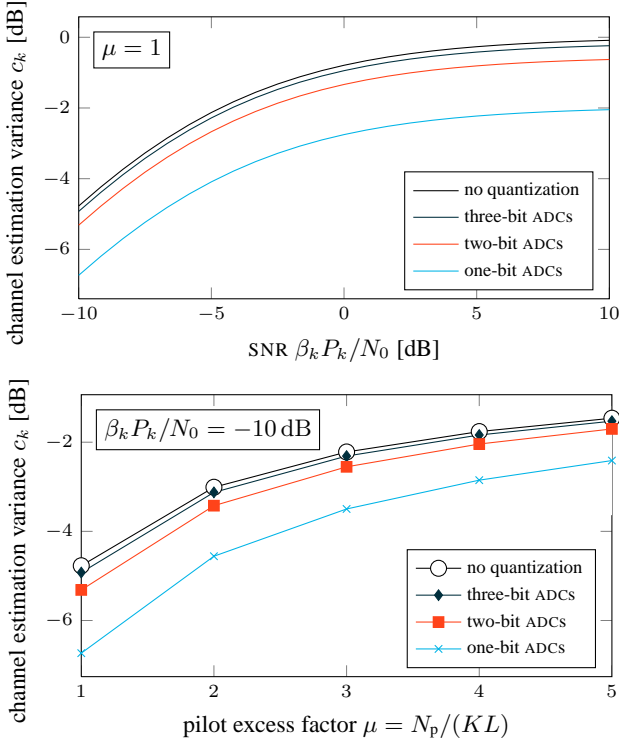 channel estimation variance c_k [dB]
μ = 1
0
−2
−4
−6
no quantization
three-bit ADCs
two-bit ADCs
one-bit ADCs
−10 −5 0 5 10
SNR β_k P_k/N_0 [dB]
channel estimation variance c_k [dB]
β_k P_k/N_0 = −10 dB
−2
−4
−6
no quantization
three-bit ADCs
two-bit ADCs
one-bit ADCs
1 2 3 4 5
pilot excess factor μ = N_p/(KL)